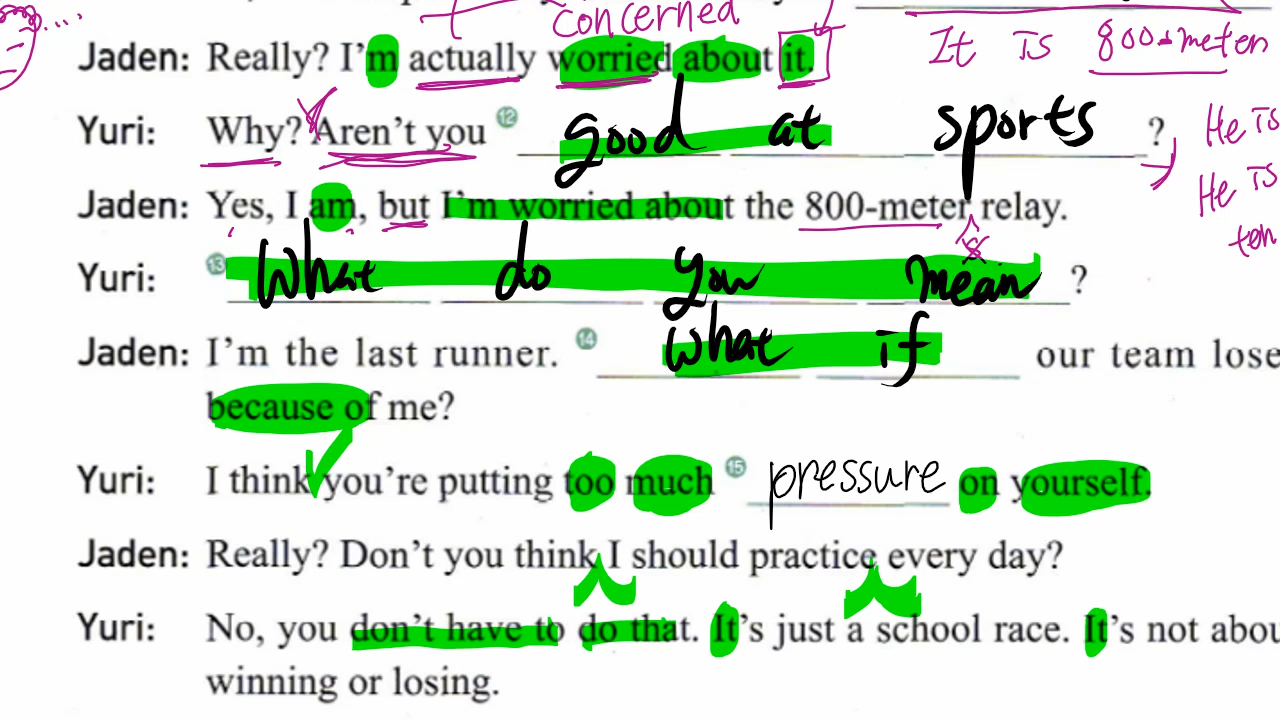 concerned
It is 800-meter
Jaden: Really? I'm actually worried about it.
Yuri: Why? Aren't you ⑫ good at sports ?
He is
Jaden: Yes, I am, but I'm worried about the 800-meter relay.
He is
ten
Yuri: ⑬ What do you mean ?
Jaden: I'm the last runner. ⑭ what if our team lose
because of me?
Yuri: I think you're putting too much ⑮ pressure on yourself.
Jaden: Really? Don't you think I should practice every day?
Yuri: No, you don't have to do that. It's just a school race. It's not abou
winning or losing.